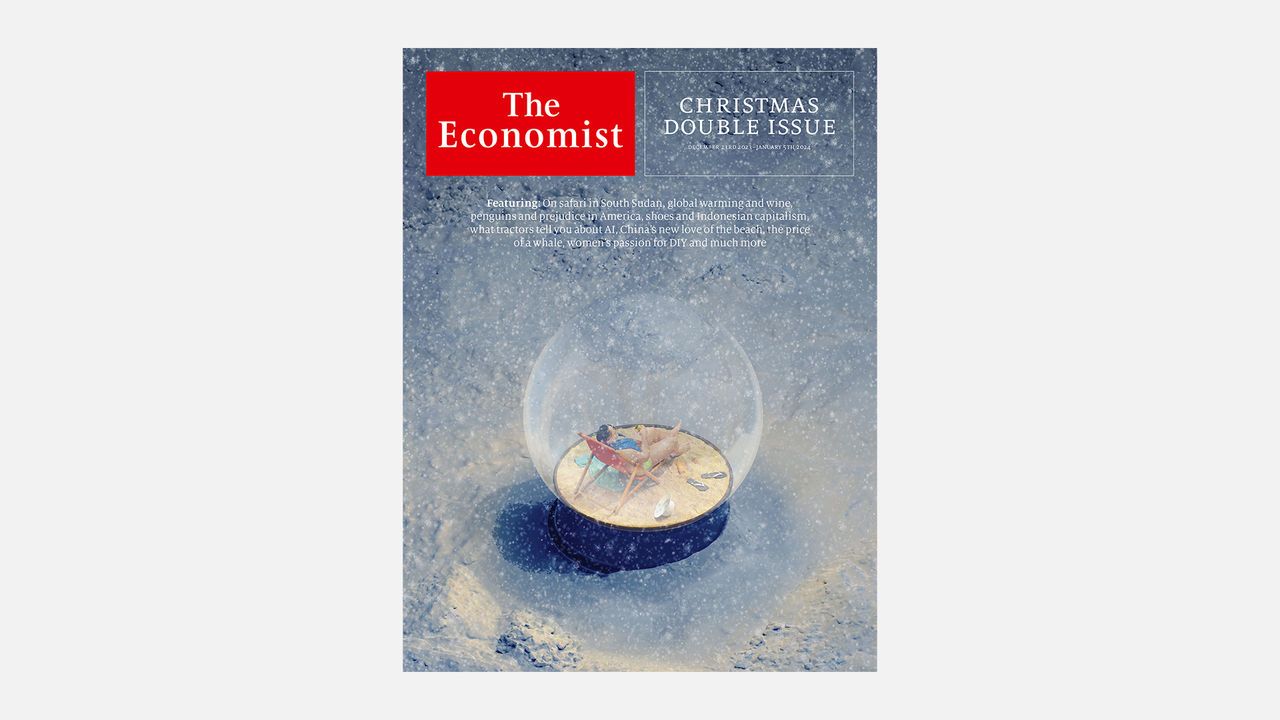 The
Economist
CHRISTMAS
DOUBLE ISSUE
DECEMBER 23RD 2023–JANUARY 5TH 2024
Featuring: On safari in South Sudan, global warming and wine,
penguins and prejudice in America, shoes and Indonesian capitalism,
what tractors tell you about AI, China's new love of the beach, the price
of a whale, women's passion for DIY and much more